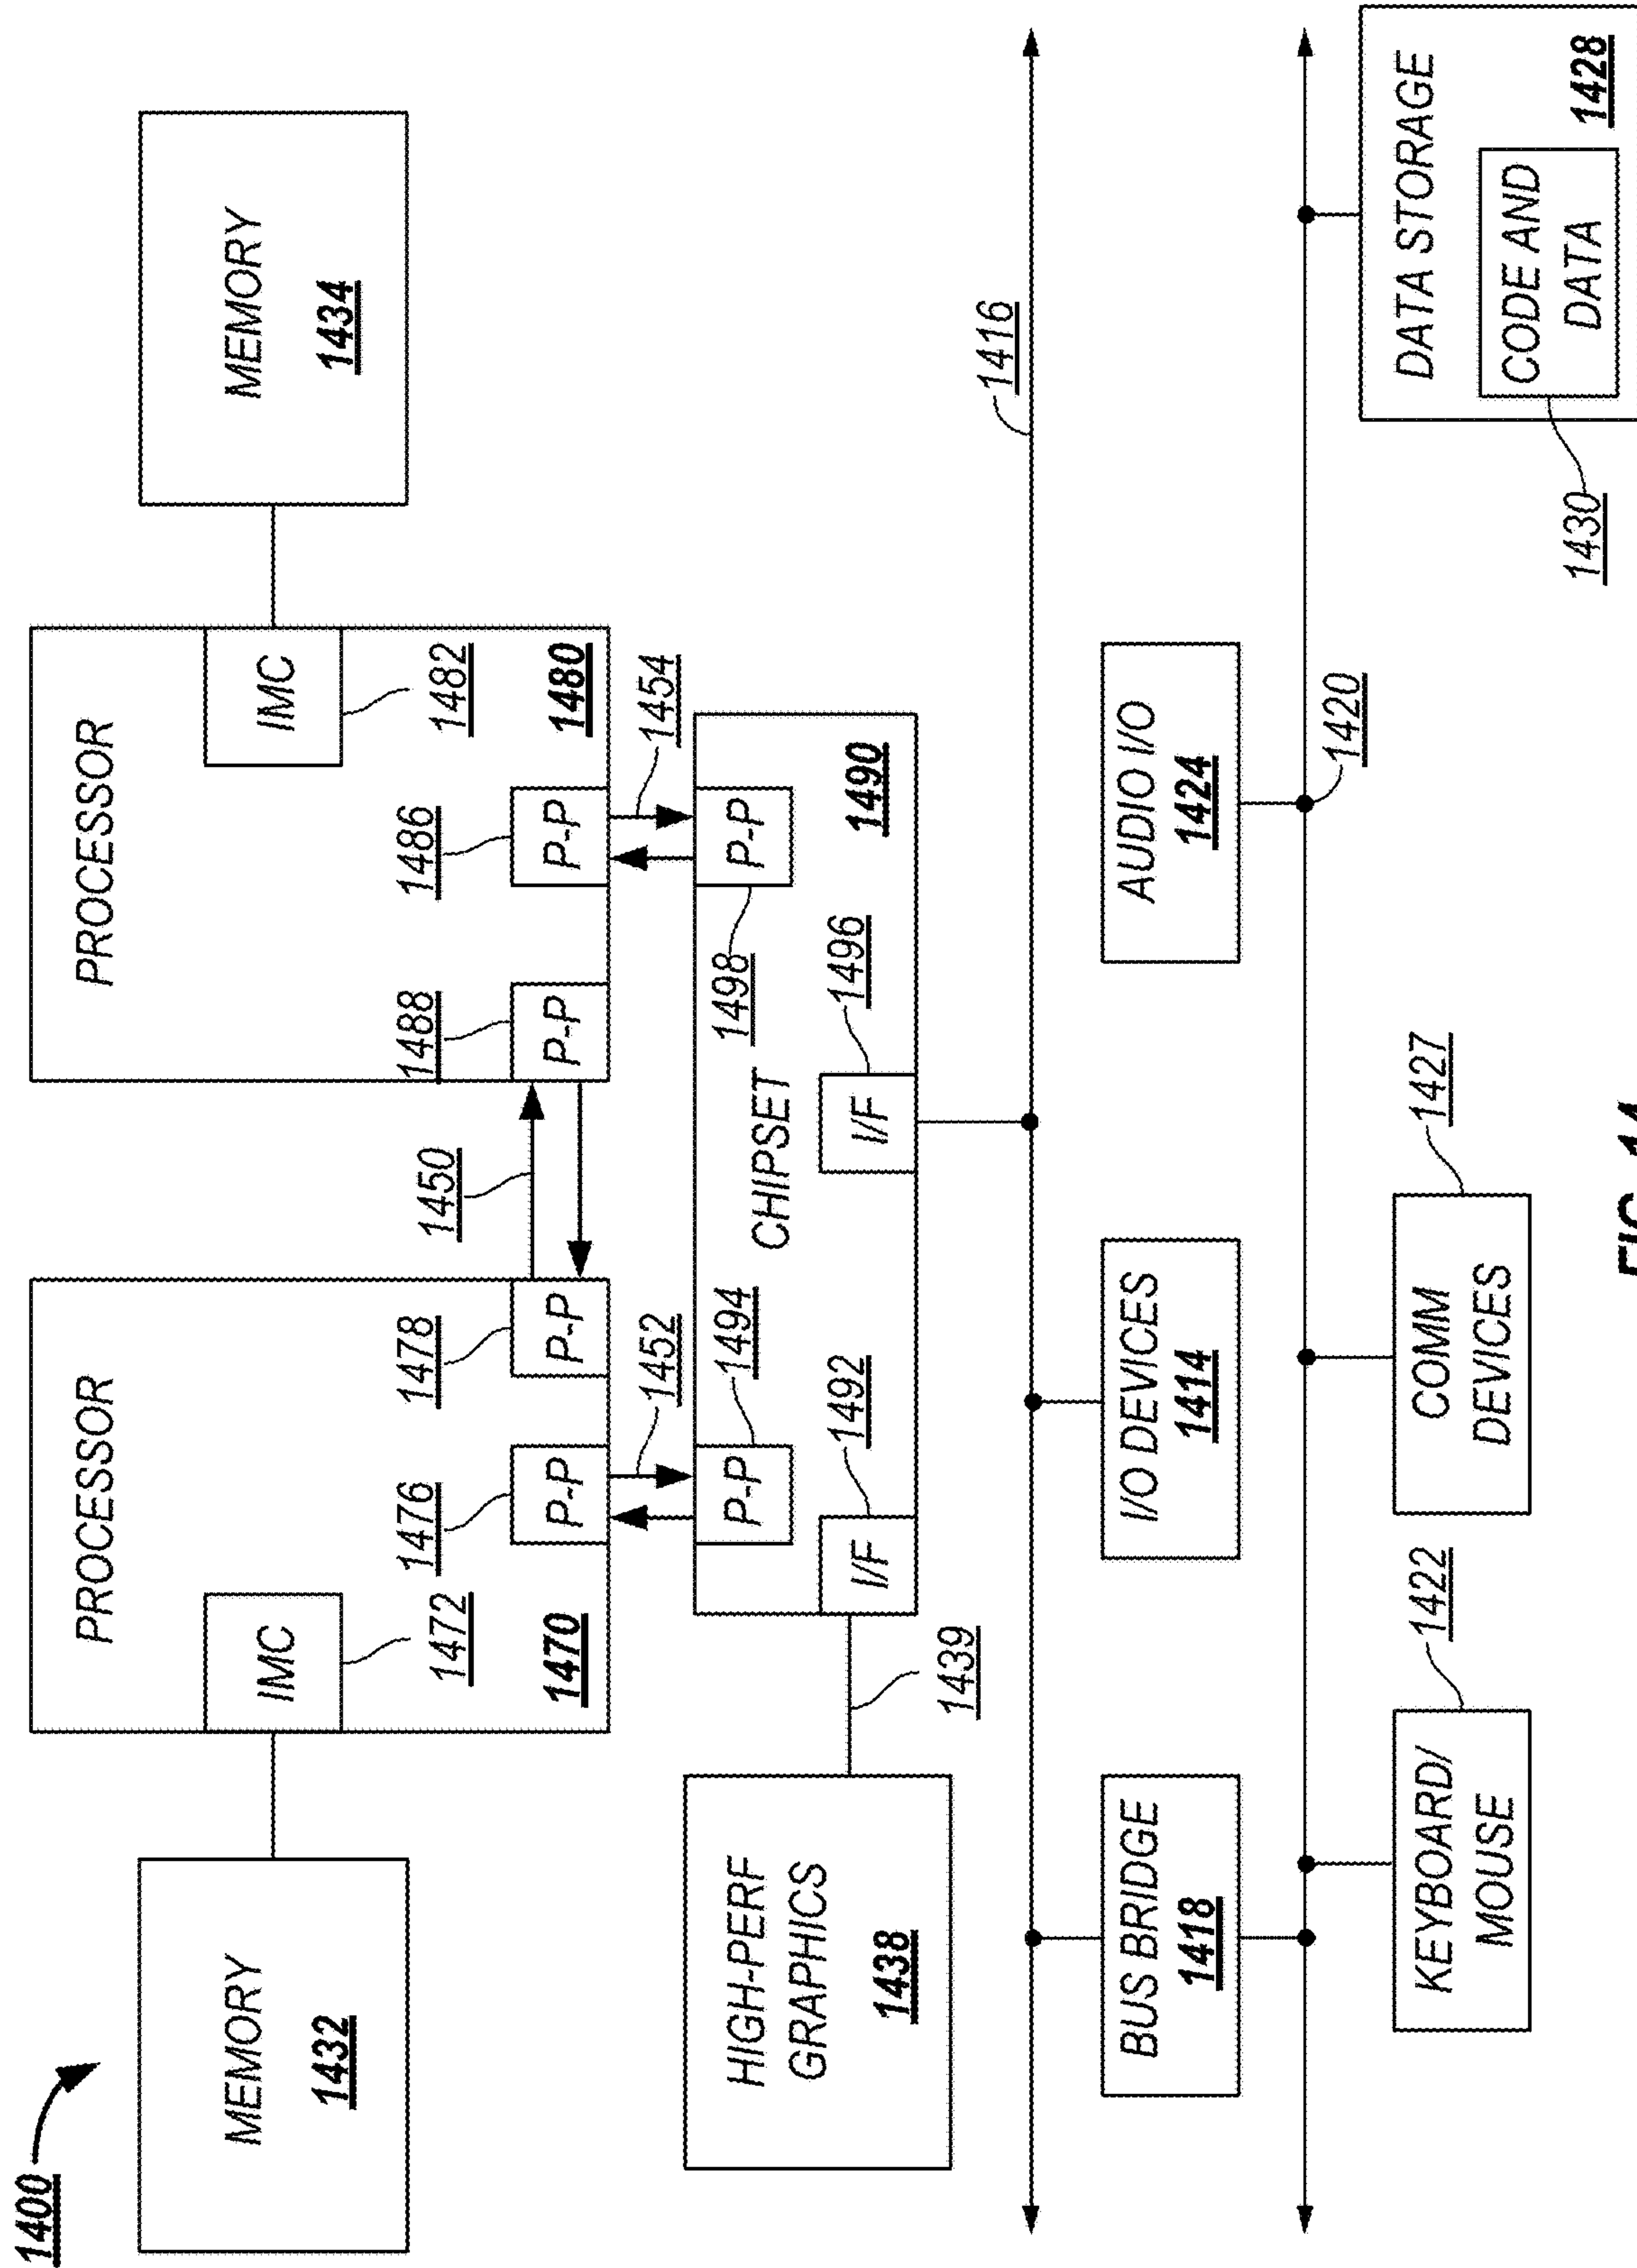 1400
MEMORY
1432
PROCESSOR
IMC
1472
1470
1476
P-P
1478
P-P
1450
PROCESSOR
1488
P-P
1486
P-P
IMC
1482
1480
MEMORY
1434
1452
1454
HIGH-PERF
GRAPHICS
1438
1439
P-P
1494
I/F
1492
CHIPSET
I/F
1496
P-P
1498
1490
1416
BUS BRIDGE
1418
I/O DEVICES
1414
AUDIO I/O
1424
1420
KEYBOARD/
MOUSE
1422
COMM
DEVICES
1427
DATA STORAGE
CODE AND
DATA
1428
1430
FIG. 14